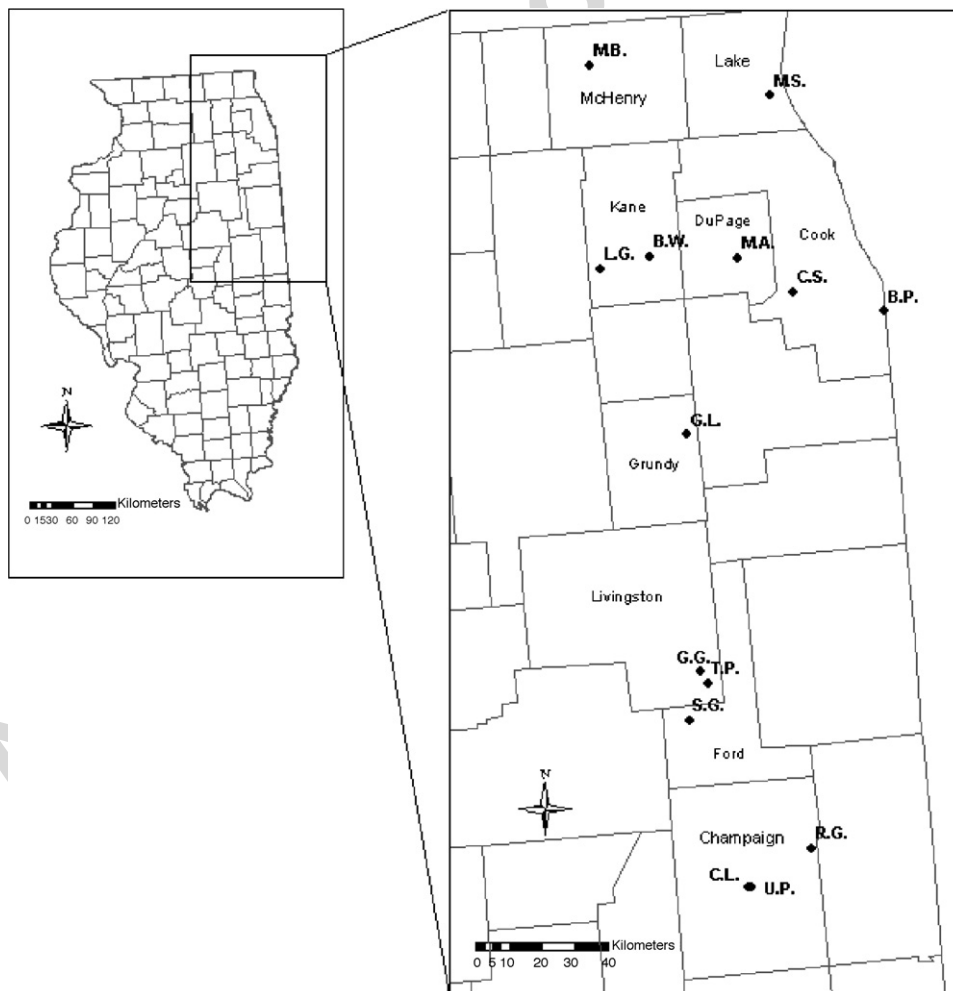 N
Kilometers
0 1530 60 90 120
M.B.
McHenry
Lake
M.S.
Kane
DuPage
Cook
B.W.
L.G.
M.A.
C.S.
B.P.
G.L.
Grundy
Livingston
G.G.
T.P.
S.G.
Ford
N
Champaign
R.G.
C.L.
U.P.
Kilometers
0 5 10 20 30 40